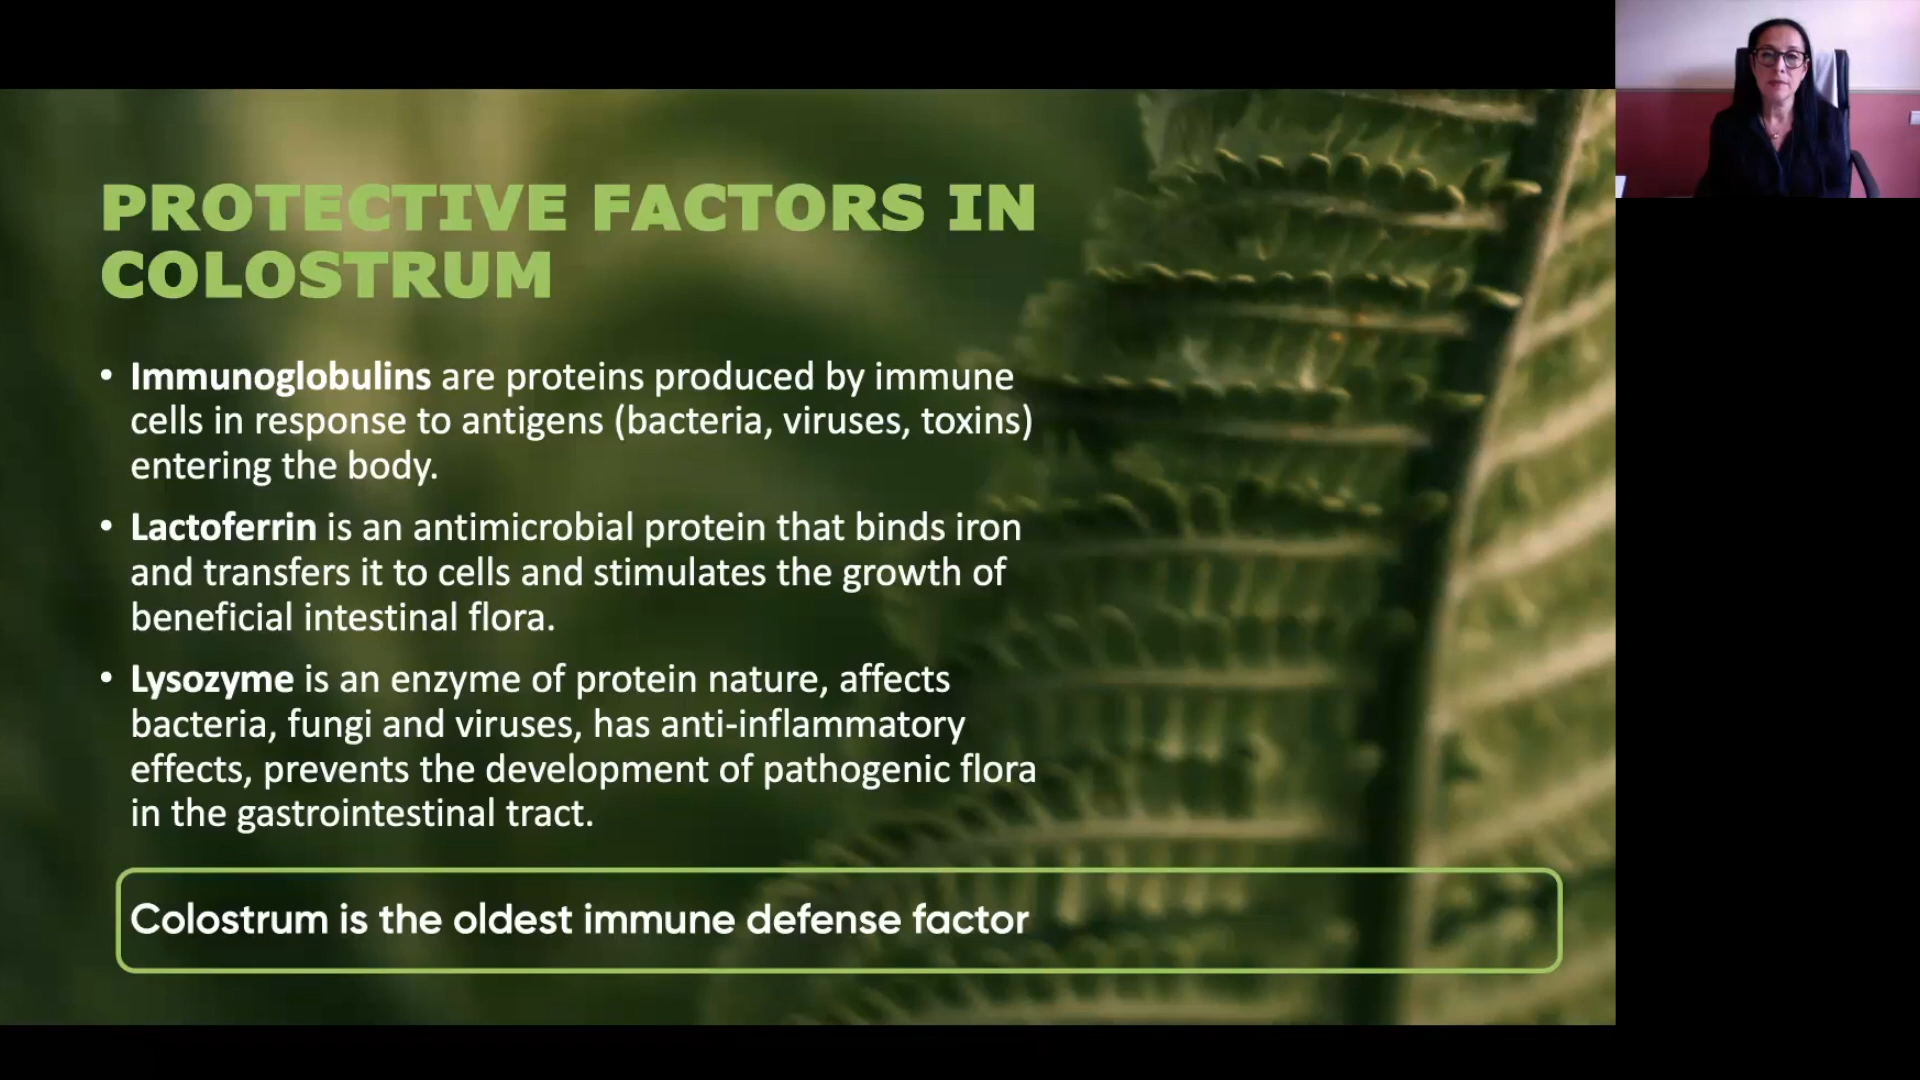 PROTECTIVE FACTORS IN
COLOSTRUM
• Immunoglobulins are proteins produced by immune
cells in response to antigens (bacteria, viruses, toxins)
entering the body.
• Lactoferrin is an antimicrobial protein that binds iron
and transfers it to cells and stimulates the growth of
beneficial intestinal flora.
• Lysozyme is an enzyme of protein nature, affects
bacteria, fungi and viruses, has anti-inflammatory
effects, prevents the development of pathogenic flora
in the gastrointestinal tract.
Colostrum is the oldest immune defense factor